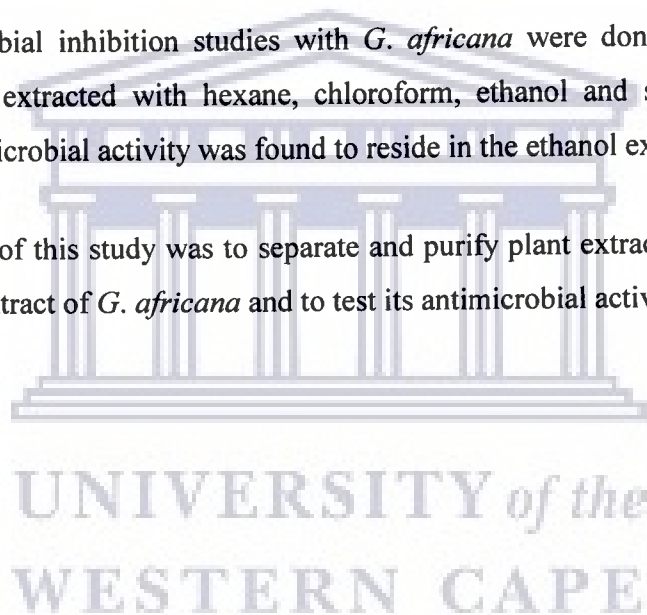 bial inhibition studies with G. africana were don
extracted with hexane, chloroform, ethanol and s
icrobial activity was found to reside in the ethanol ex
of this study was to separate and purify plant extrac
tract of G. africana and to test its antimicrobial activ
UNIVERSITY of the
WESTERN CAPE